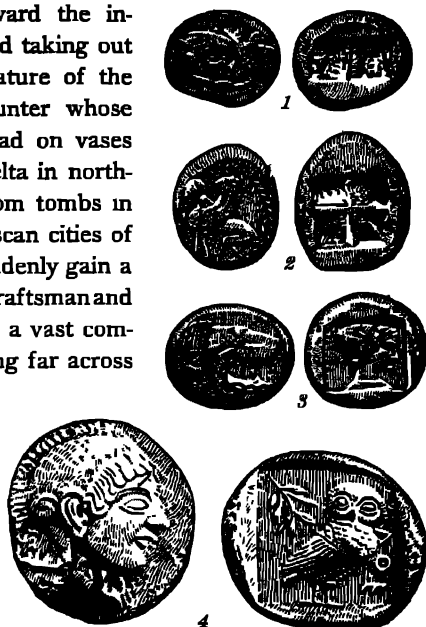 ward the in-
d taking out
ature of the
unter whose
ad on vases
elta in north-
om tombs in
scan cities of
ddenly gain a
raftsman and
a vast com-
ng far across
1
2
3
4